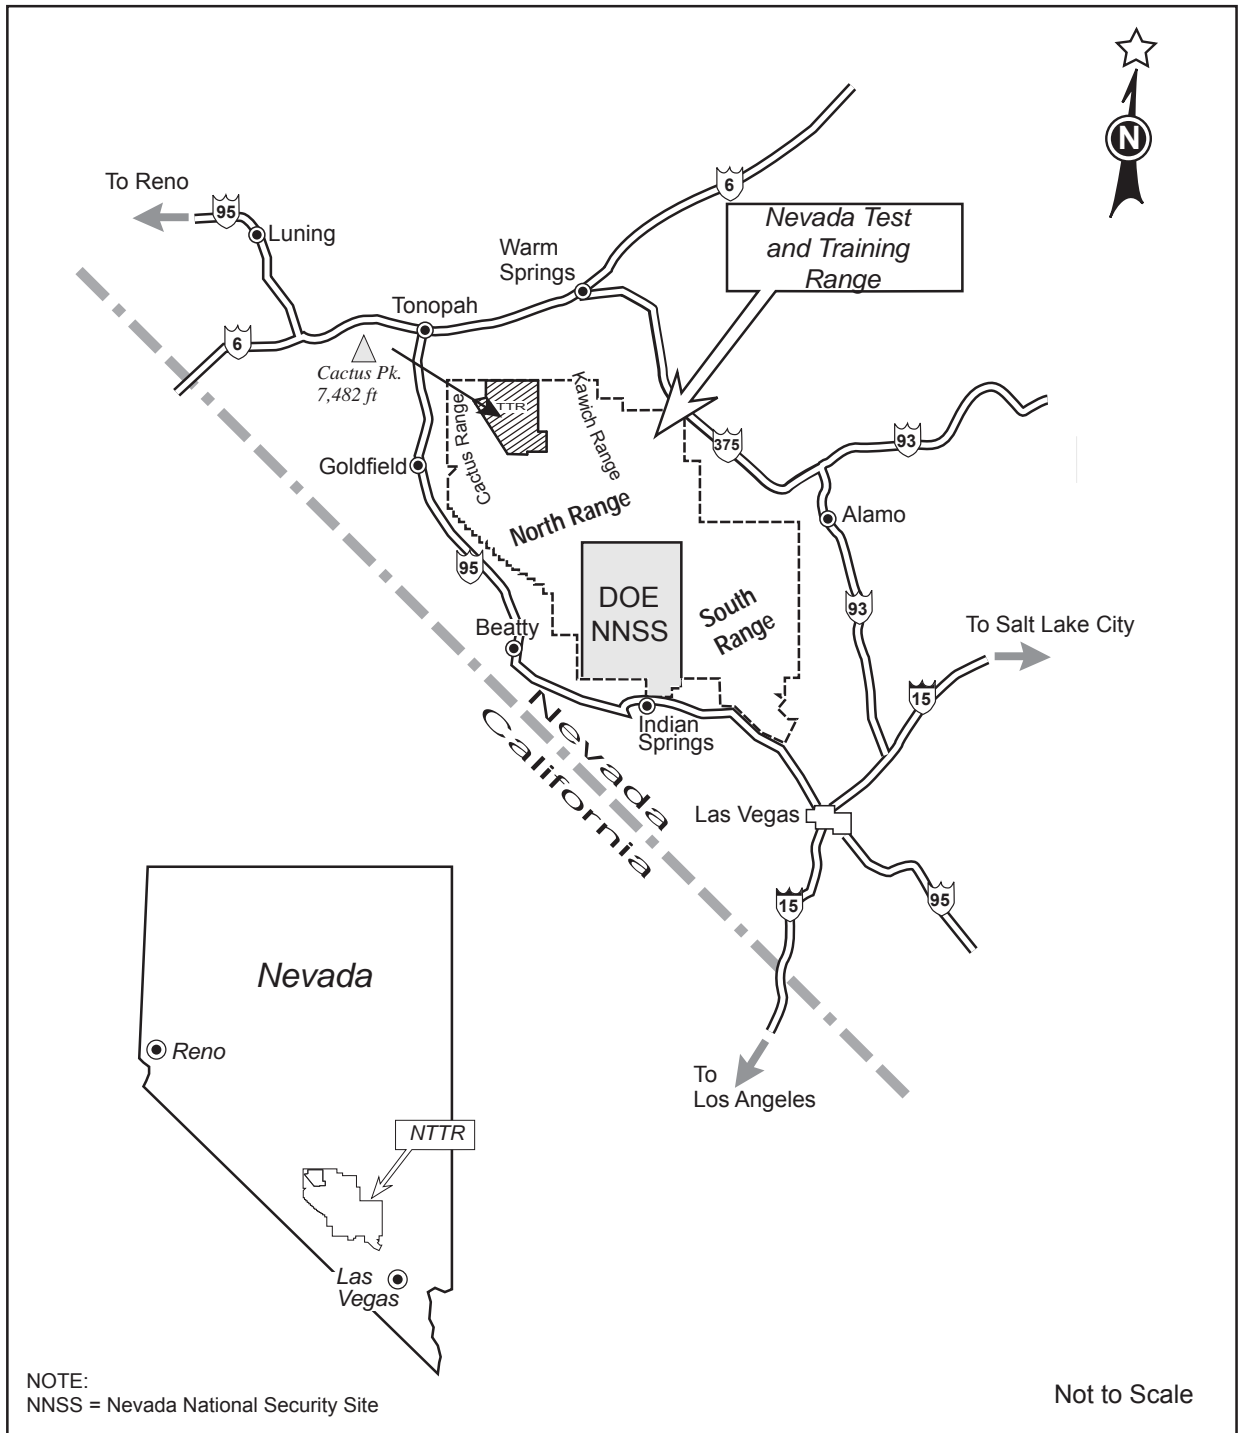 N
6
To Reno
95
Luning
Nevada Test
and Training
Range
Warm
Springs
Tonopah
6
Cactus Pk.
7,482 ft
TTR
Cactus Range
Kawich Range
375
93
Goldfield
North Range
Alamo
95
DOE
NNSS
South
Range
93
Beatty
To Salt Lake City
15
Indian
Springs
Nevada
California
Las Vegas
15
95
To
Los Angeles
Nevada
Reno
NTTR
Las
Vegas
NOTE:
NNSS = Nevada National Security Site
Not to Scale